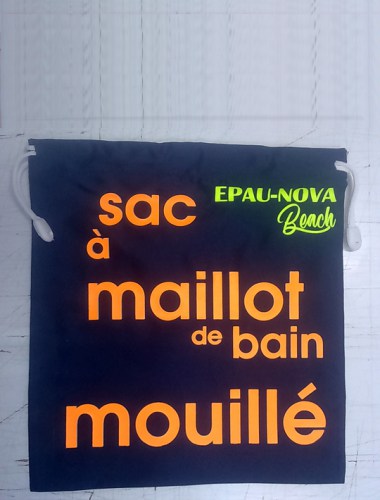 sac
EPAU-NOVA
Beach
à
maillot
de bain
mouillé